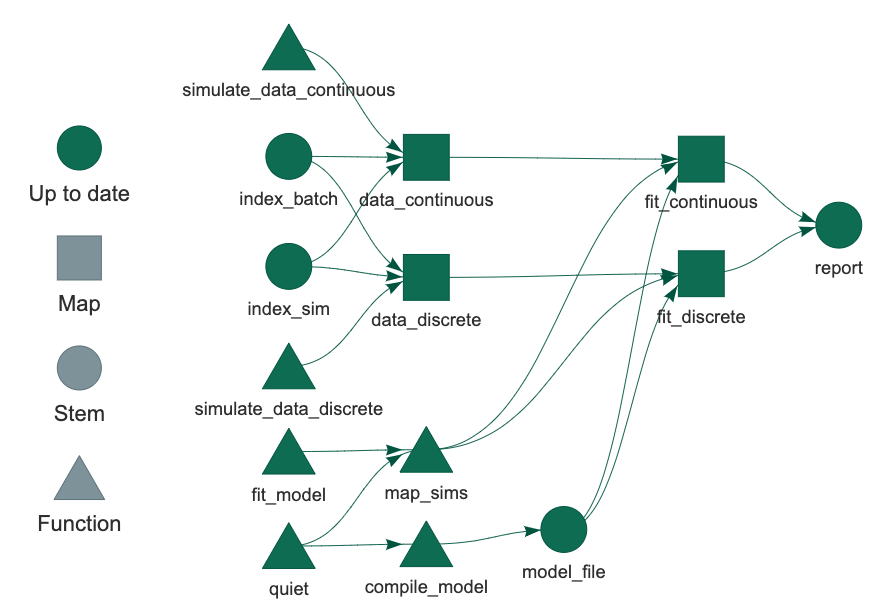 Up to date
Map
Stem
Function
simulate_data_continuous
index_batch
data_continuous
fit_continuous
report
index_sim
data_discrete
fit_discrete
simulate_data_discrete
fit_model
map_sims
quiet
compile_model
model_file